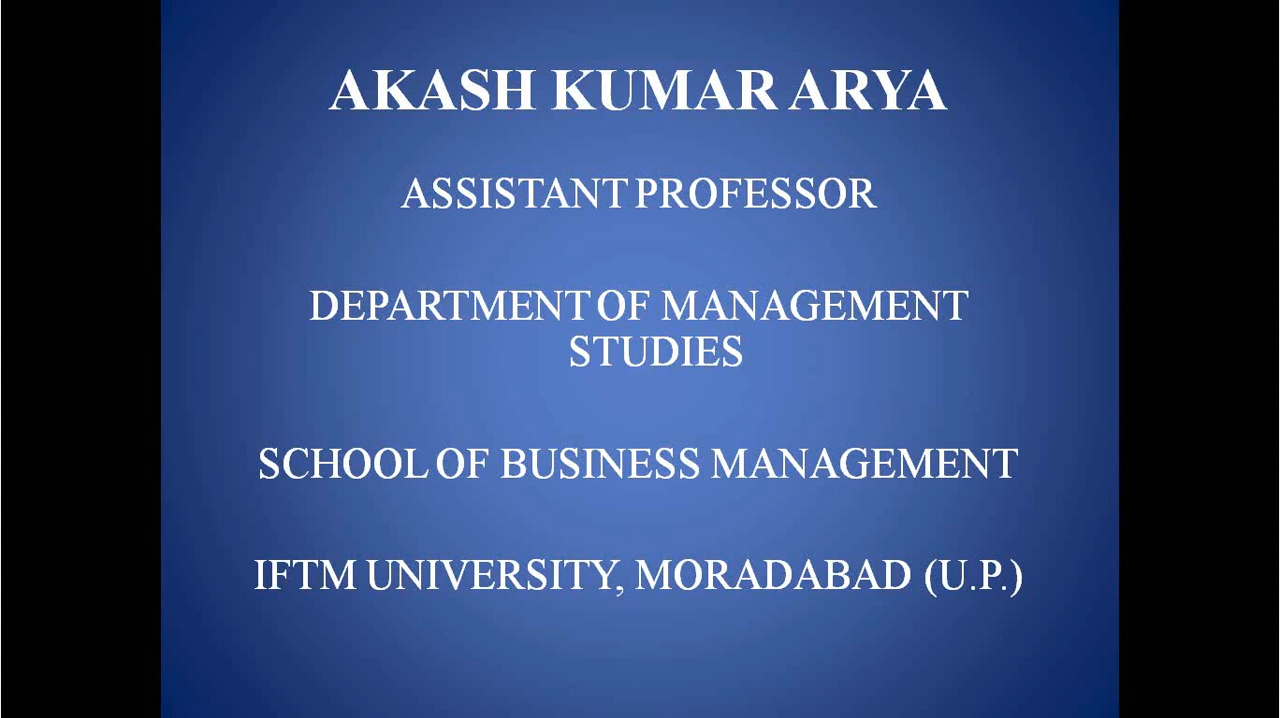 AKASH KUMAR ARYA
ASSISTANT PROFESSOR
DEPARTMENT OF MANAGEMENT
STUDIES
SCHOOL OF BUSINESS MANAGEMENT
IFTM UNIVERSITY, MORADABAD (U.P.)